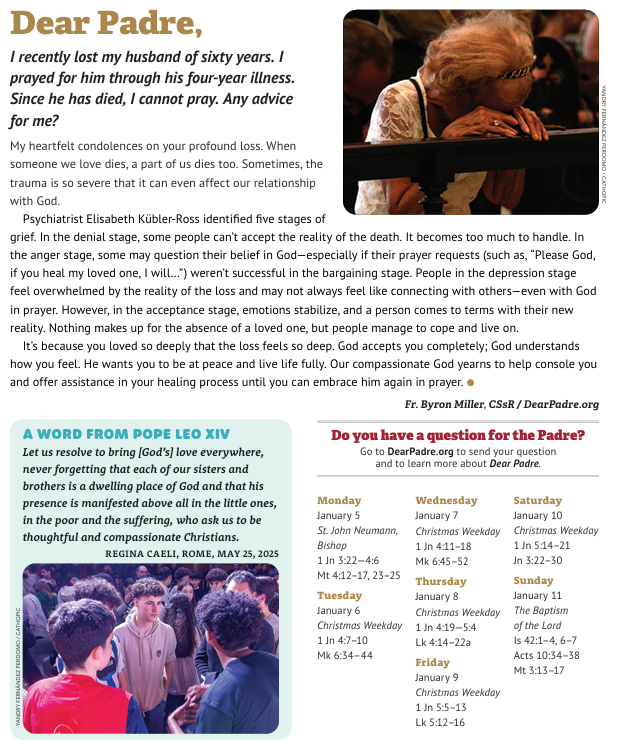 Dear Padre,
I recently lost my husband of sixty years. I
prayed for him through his four-year illness.
Since he has died, I cannot pray. Any advice
for me?
My heartfelt condolences on your profound loss. When
someone we love dies, a part of us dies too. Sometimes, the
trauma is so severe that it can even affect our relationship
with God.
Psychiatrist Elisabeth Kübler-Ross identified five stages of
grief. In the denial stage, some people can’t accept the reality of the death. It becomes too much to handle. In
the anger stage, some may question their belief in God—especially if their prayer requests (such as, “Please God,
if you heal my loved one, I will…”) weren’t successful in the bargaining stage. People in the depression stage
feel overwhelmed by the reality of the loss and may not always feel like connecting with others—even with God
in prayer. However, in the acceptance stage, emotions stabilize, and a person comes to terms with their new
reality. Nothing makes up for the absence of a loved one, but people manage to cope and live on.
It’s because you loved so deeply that the loss feels so deep. God accepts you completely; God understands
how you feel. He wants you to be at peace and live life fully. Our compassionate God yearns to help console you
and offer assistance in your healing process until you can embrace him again in prayer.
Fr. Byron Miller, CSsR / DearPadre.org
YANDRY FERNÁNDEZ PERDOMO / CATHOPIC
A WORD FROM POPE LEO XIV
Let us resolve to bring [God’s] love everywhere,
never forgetting that each of our sisters and
brothers is a dwelling place of God and that his
presence is manifested above all in the little ones,
in the poor and the suffering, who ask us to be
thoughtful and compassionate Christians.
REGINA CAELI, ROME, MAY 25, 2025
YANDRY FERNÁNDEZ PERDOMO / CATHOPIC
Do you have a question for the Padre?
Go to DearPadre.org to send your question
and to learn more about Dear Padre.
Monday
January 5
St. John Neumann,
Bishop
1 Jn 3:22—4:6
Mt 4:12–17, 23–25
Tuesday
January 6
Christmas Weekday
1 Jn 4:7–10
Mk 6:34–44
Wednesday
January 7
Christmas Weekday
1 Jn 4:11–18
Mk 6:45–52
Thursday
January 8
Christmas Weekday
1 Jn 4:19—5:4
Lk 4:14–22a
Friday
January 9
Christmas Weekday
1 Jn 5:5–13
Lk 5:12–16
Saturday
January 10
Christmas Weekday
1 Jn 5:14–21
Jn 3:22–30
Sunday
January 11
The Baptism
of the Lord
Is 42:1–4, 6–7
Acts 10:34–38
Mt 3:13–17